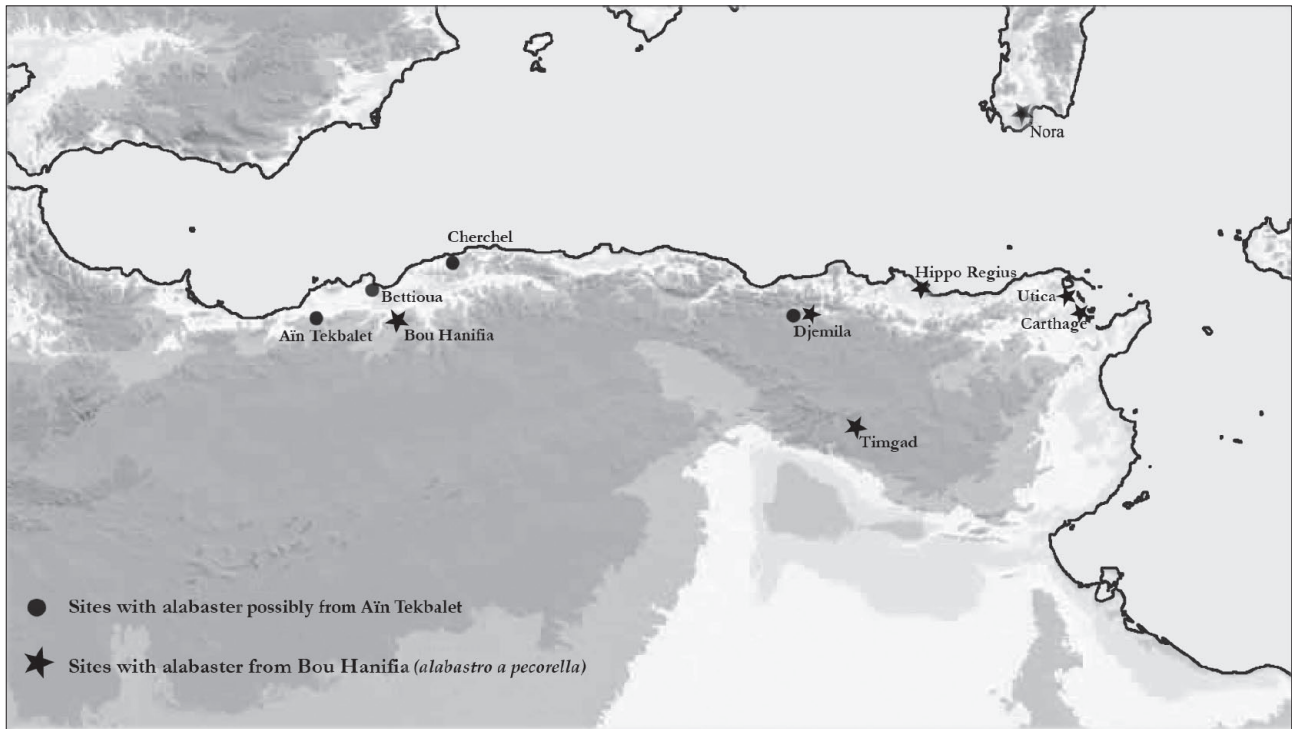 Nora
Cherchel
Hippo Regius
Bettioua
Utica
Aïn Tekbalet
Bou Hanifia
Djemila
Carthage
Timgad
Sites with alabaster possibly from Aïn Tekbalet
Sites with alabaster from Bou Hanifia (alabastro a pecorella)